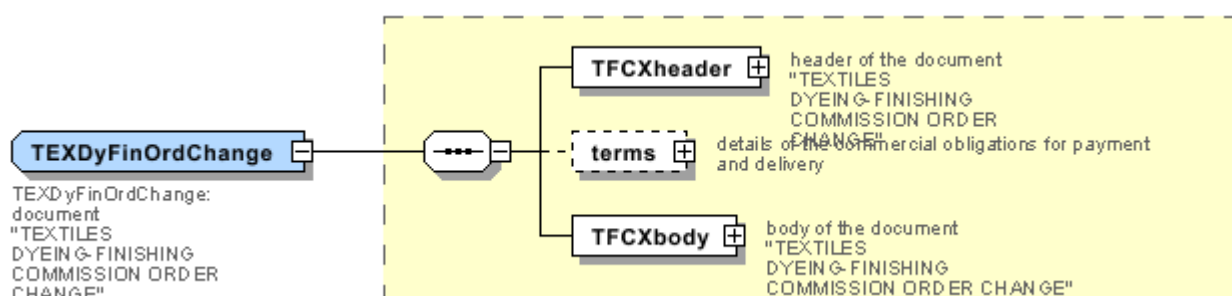 TFCXheader
header of the document
"TEXTILES
DYEING-FINISHING
COMMISSION ORDER
CHANGE"
TEXDyFinOrdChange
terms
details of the commercial obligations for payment
and delivery
TEXDyFinOrdChange:
document
"TEXTILES
DYEING-FINISHING
COMMISSION ORDER
CHANGE"
TFCXbody
body of the document
"TEXTILES
DYEING-FINISHING
COMMISSION ORDER CHANGE"